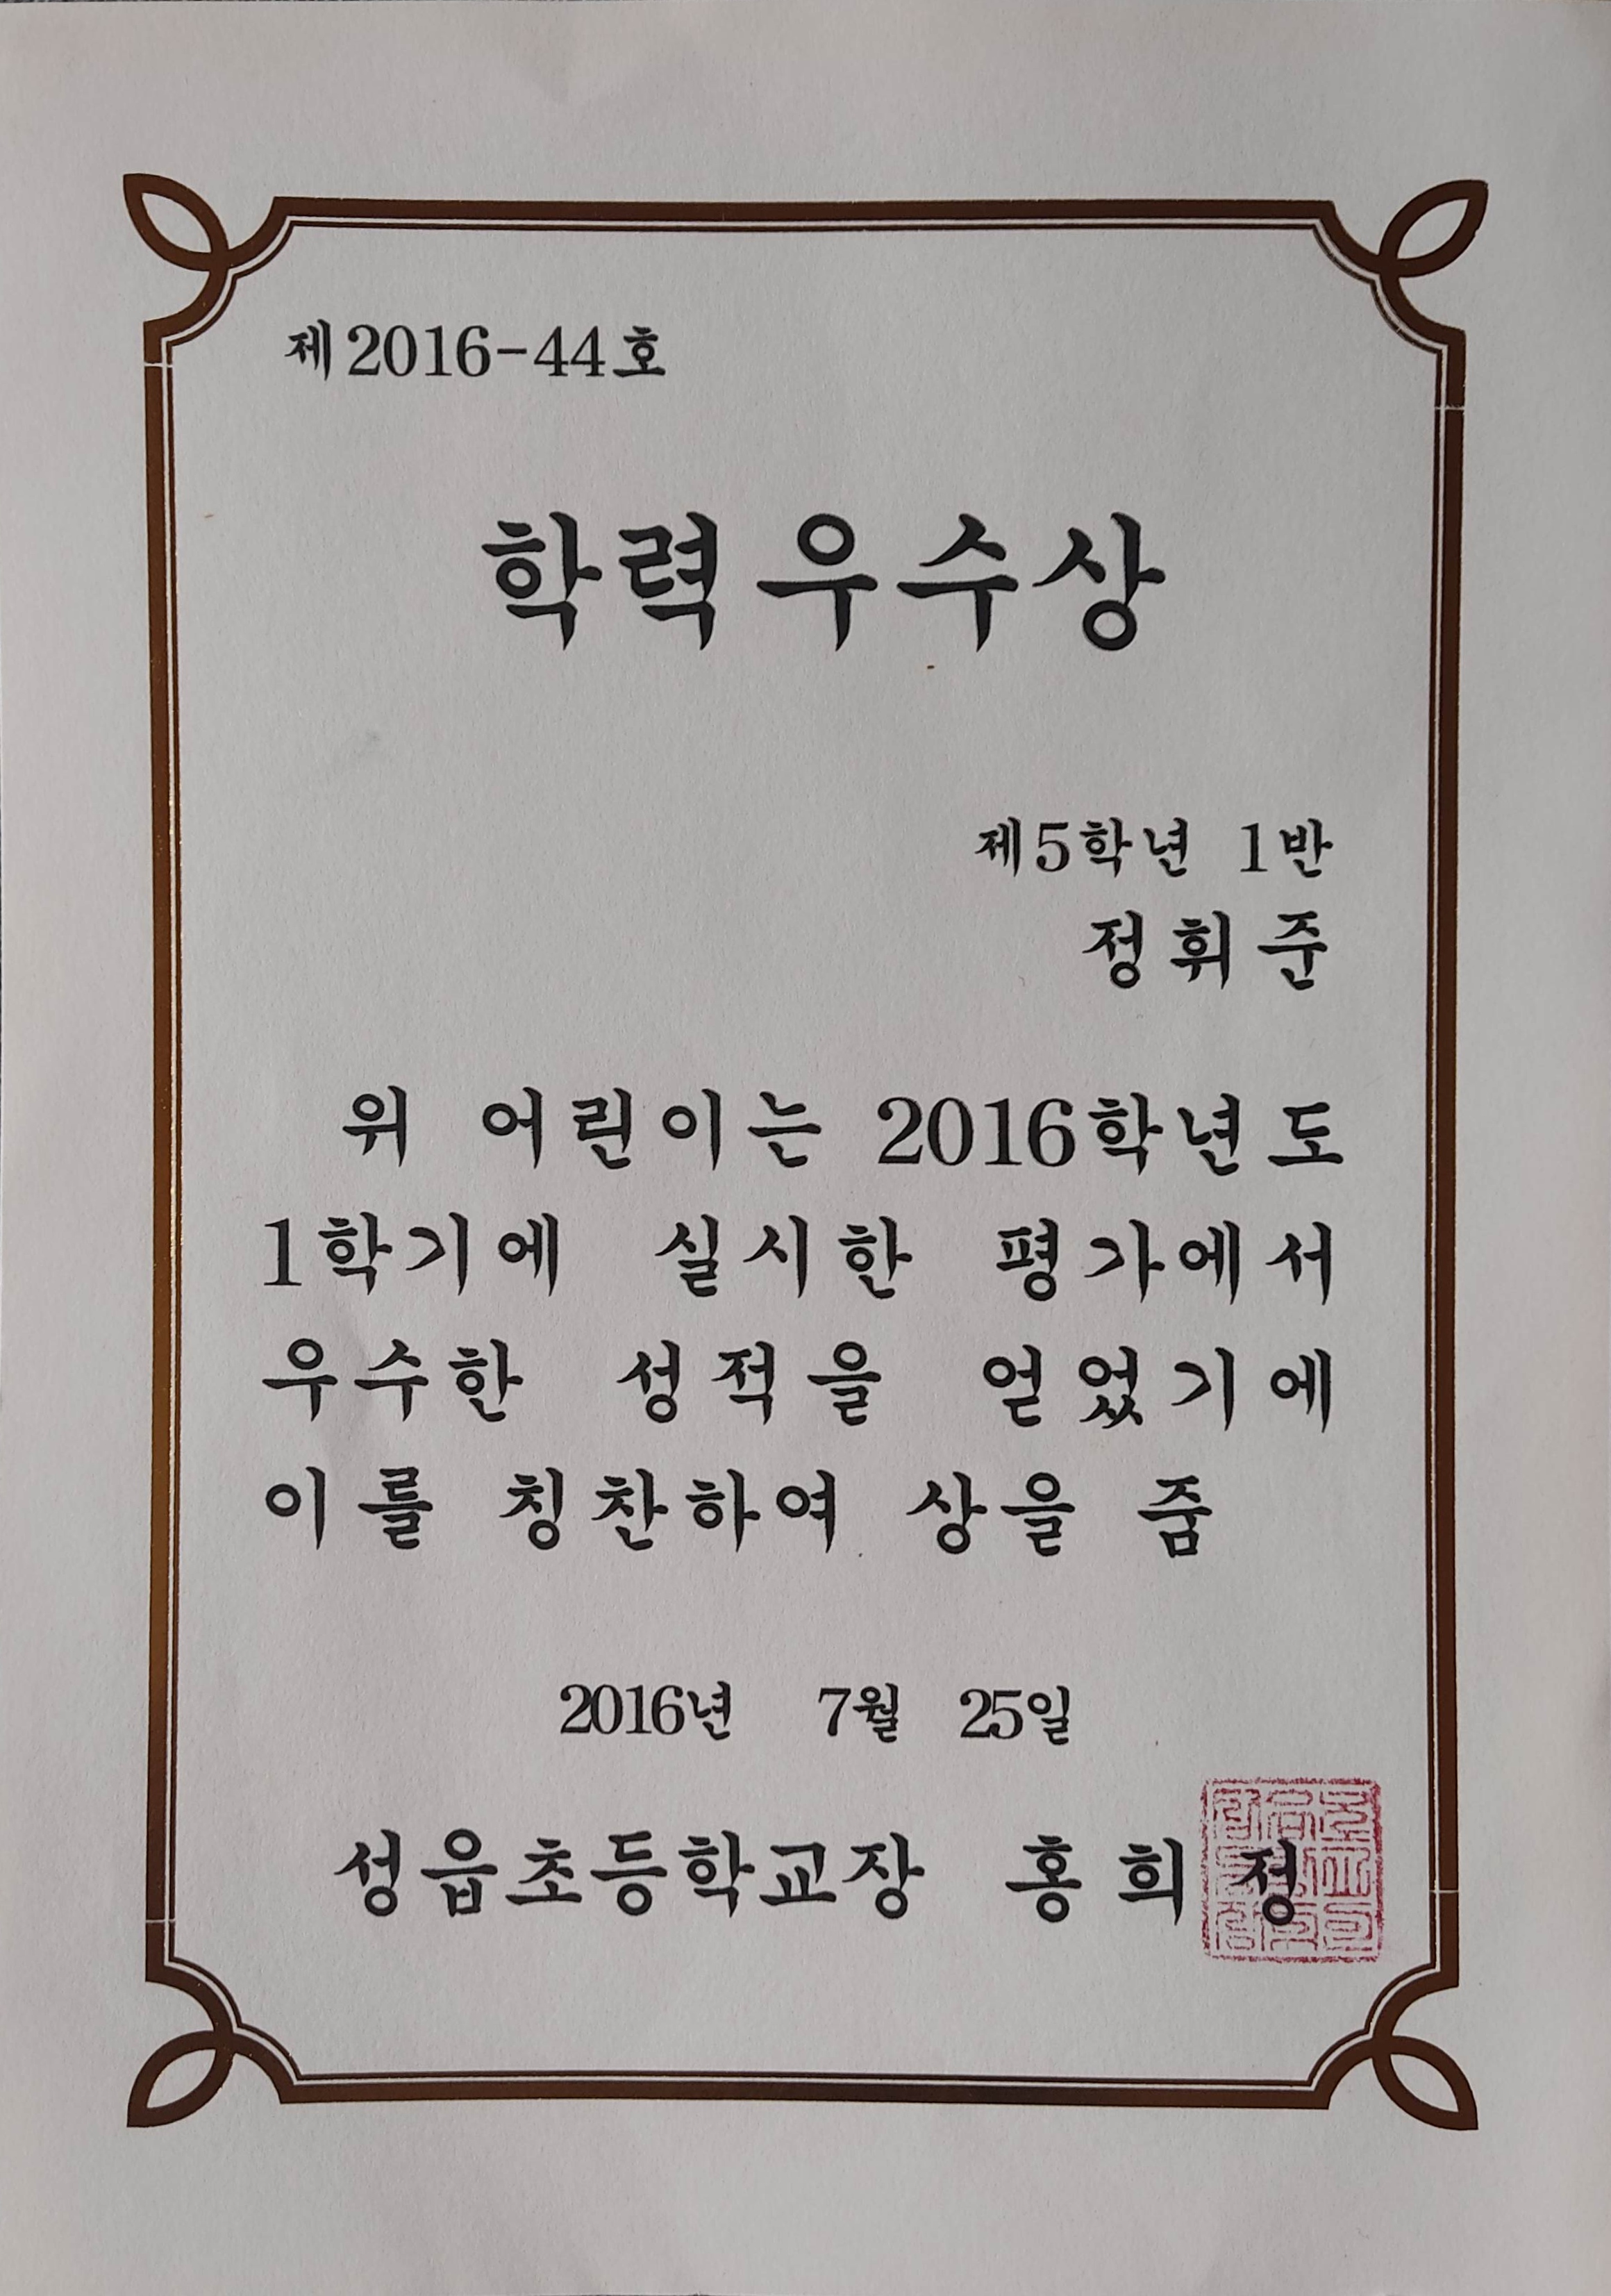 제2016-44호
학력우수상
제5학년 1반
정휘준
위 어린이는 2016학년도
1학기에 실시한 평가에서
우수한 성적을 얻었기에
이를 칭찬하여 상을 줌
2016년 7월 25일
성읍초등학교장 홍희정